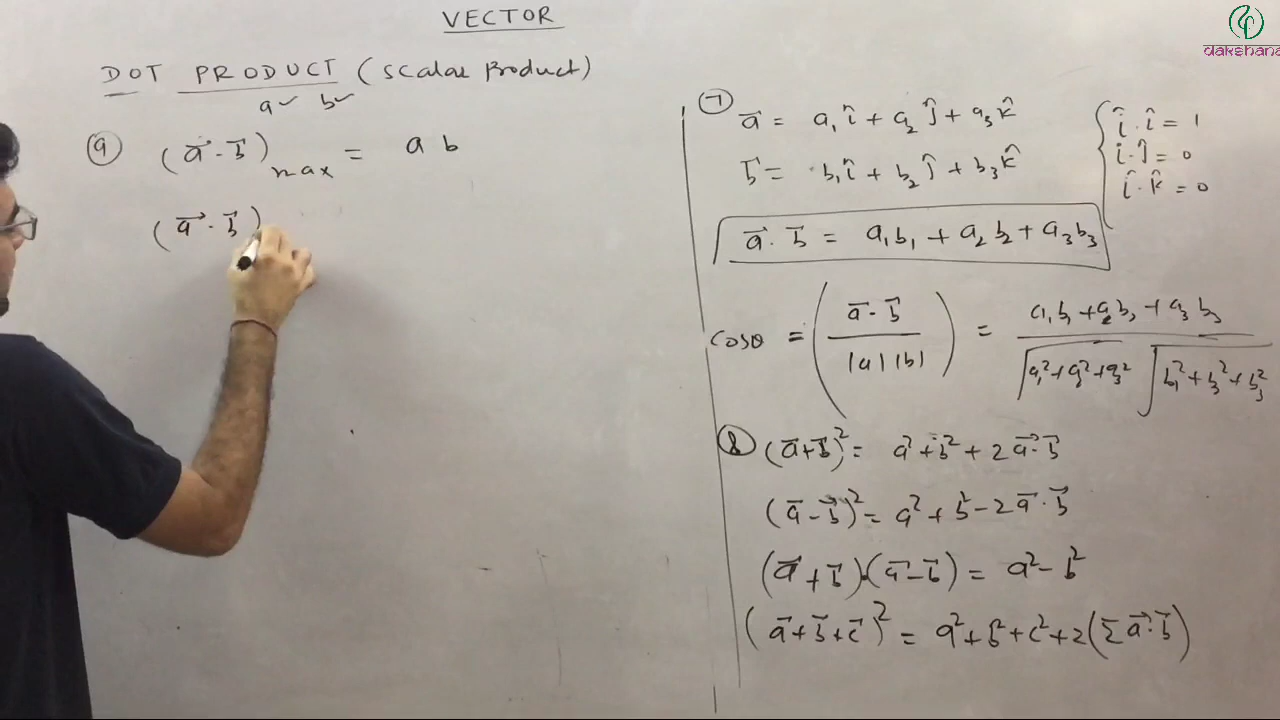 VECTOR
dakshana
DOT PRODUCT (Scalar Product)
a✓ b✓
⑨ (a⃗ · b⃗)max = a b
(a⃗ · b⃗)
⑦ a⃗ = a₁î + a₂ĵ + a₃k̂
b⃗ = b₁î + b₂ĵ + b₃k̂
î · î = 1
î · ĵ = 0
î · k̂ = 0
a⃗ · b⃗ = a₁b₁ + a₂b₂ + a₃b₃
cosθ = (a⃗ · b⃗ / |a| |b|) = a₁b₁ + a₂b₂ + a₃b₃ / √a₁² + a₂² + a₃² √b₁² + b₂² + b₃²
⑧ (a⃗ + b⃗)² = a² + b² + 2a⃗ · b⃗
(a⃗ − b⃗)² = a² + b² − 2a⃗ · b⃗
(a⃗ + b⃗) · (a⃗ − b⃗) = a² − b²
(a⃗ + b⃗ + c⃗)² = a² + b² + c² + 2(Σ a⃗ · b⃗)